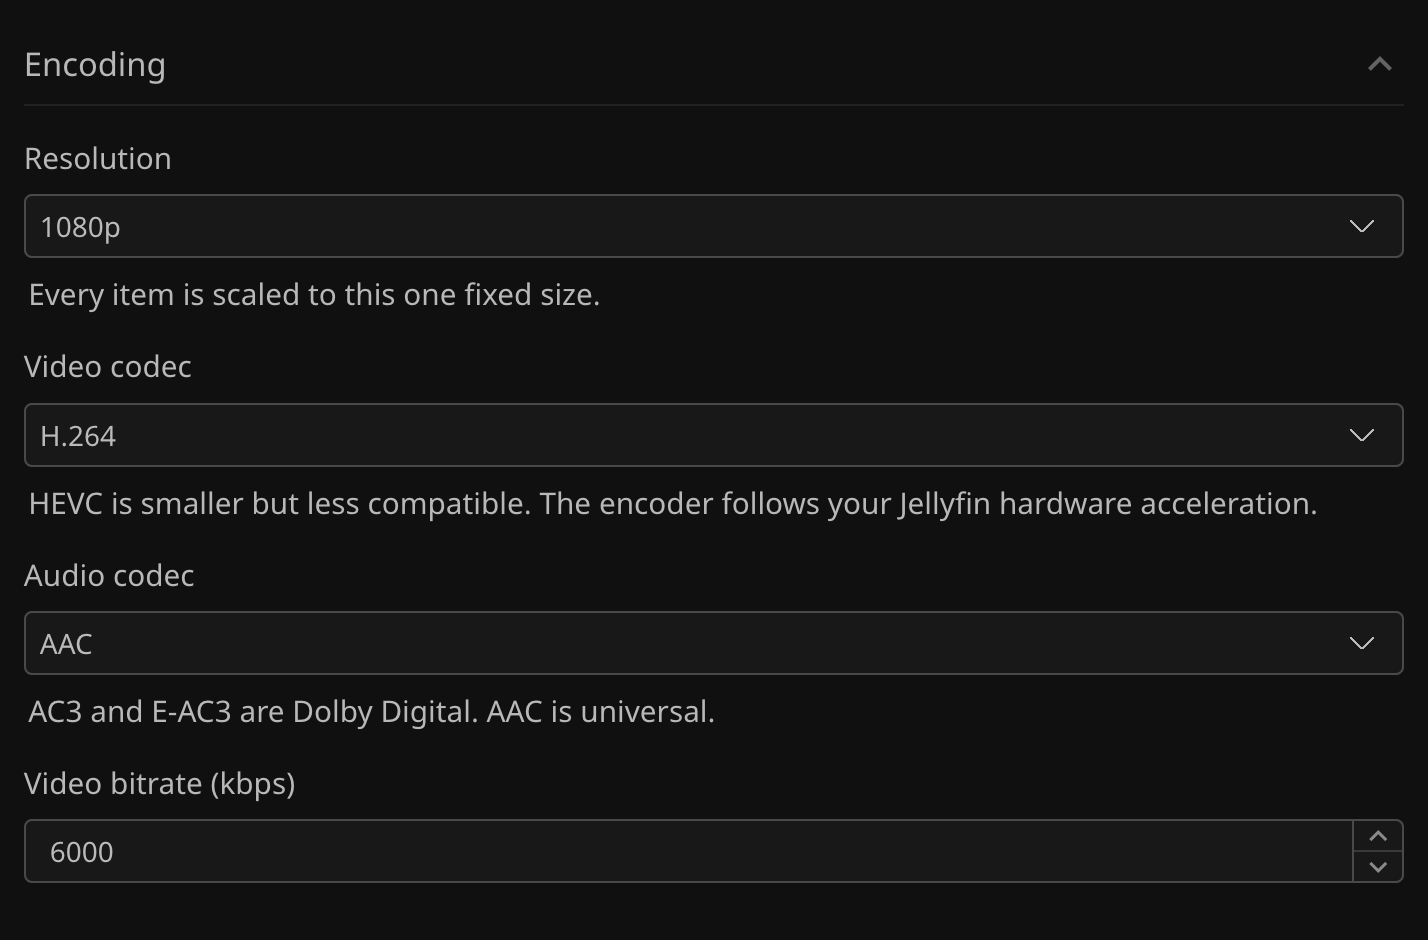 Encoding
Resolution
1080p
Every item is scaled to this one fixed size.
Video codec
H.264
HEVC is smaller but less compatible. The encoder follows your Jellyfin hardware acceleration.
Audio codec
AAC
AC3 and E-AC3 are Dolby Digital. AAC is universal.
Video bitrate (kbps)
6000